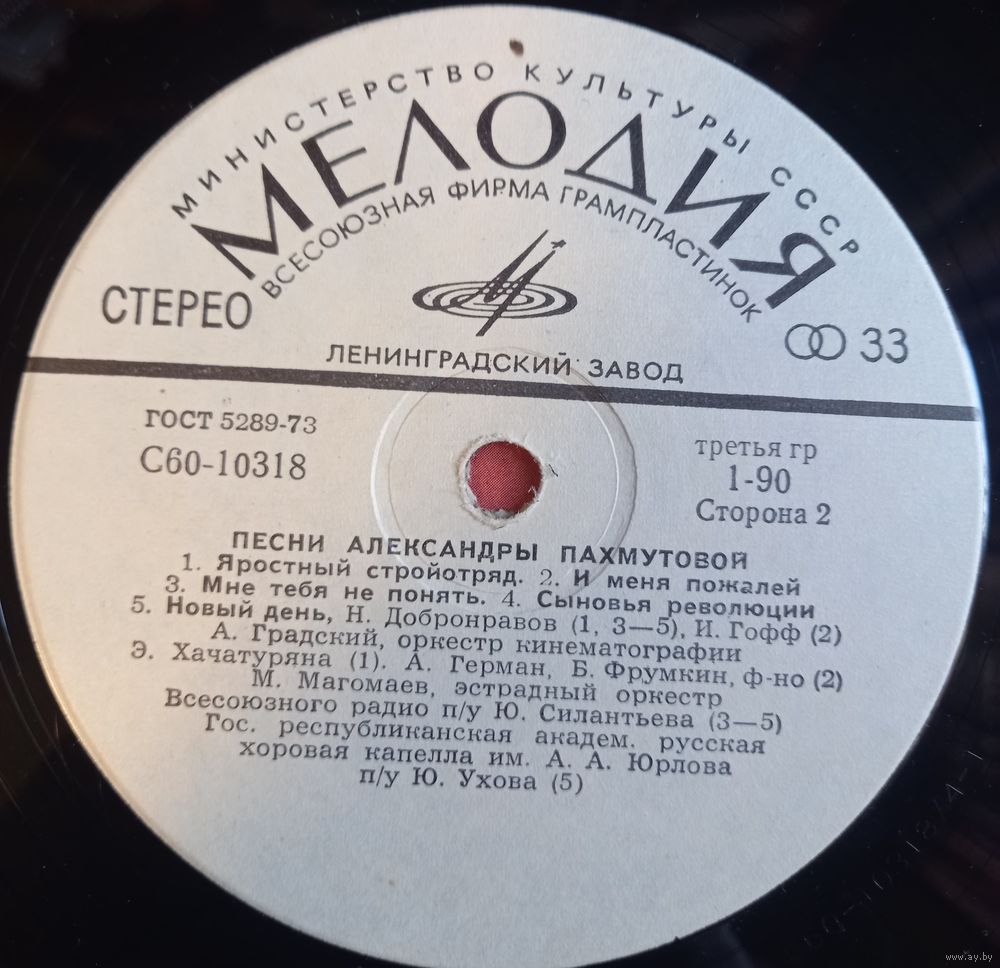 МИНИСТЕРСТВО КУЛЬТУРЫ СССР
МЕЛОДИЯ
ВСЕСОЮЗНАЯ ФИРМА ГРАМПЛАСТИНОК
СТЕРЕО
33
ЛЕНИНГРАДСКИЙ ЗАВОД
ГОСТ 5289-73
С60-10318
третья гр
1-90
Сторона 2
ПЕСНИ АЛЕКСАНДРЫ ПАХМУТОВОЙ
1. Яростный стройотряд. 2. И меня пожалей
3. Мне тебя не понять. 4. Сыновья революции
5. Новый день, Н. Добронравов (1, 3—5), И. Гофф (2)
А. Градский, оркестр кинематографии
Э. Хачатуряна (1). А. Герман, Б. Фрумкин, ф-но (2)
М. Магомаев, эстрадный оркестр
Всесоюзного радио п/у Ю. Силантьева (3—5)
Гос. республиканская академ. русская
хоровая капелла им. А. А. Юрлова
п/у Ю. Ухова (5)
www.ay.by